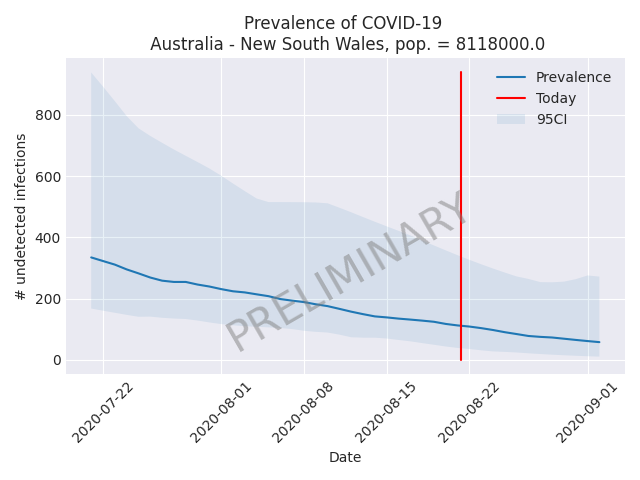 Prevalence of COVID-19
Australia - New South Wales, pop. = 8118000.0
Prevalence
Today
95CI
800
600
400
200
0
# undetected infections
PRELIMINARY
2020-07-22
2020-08-01
2020-08-08
2020-08-15
2020-08-22
2020-09-01
Date